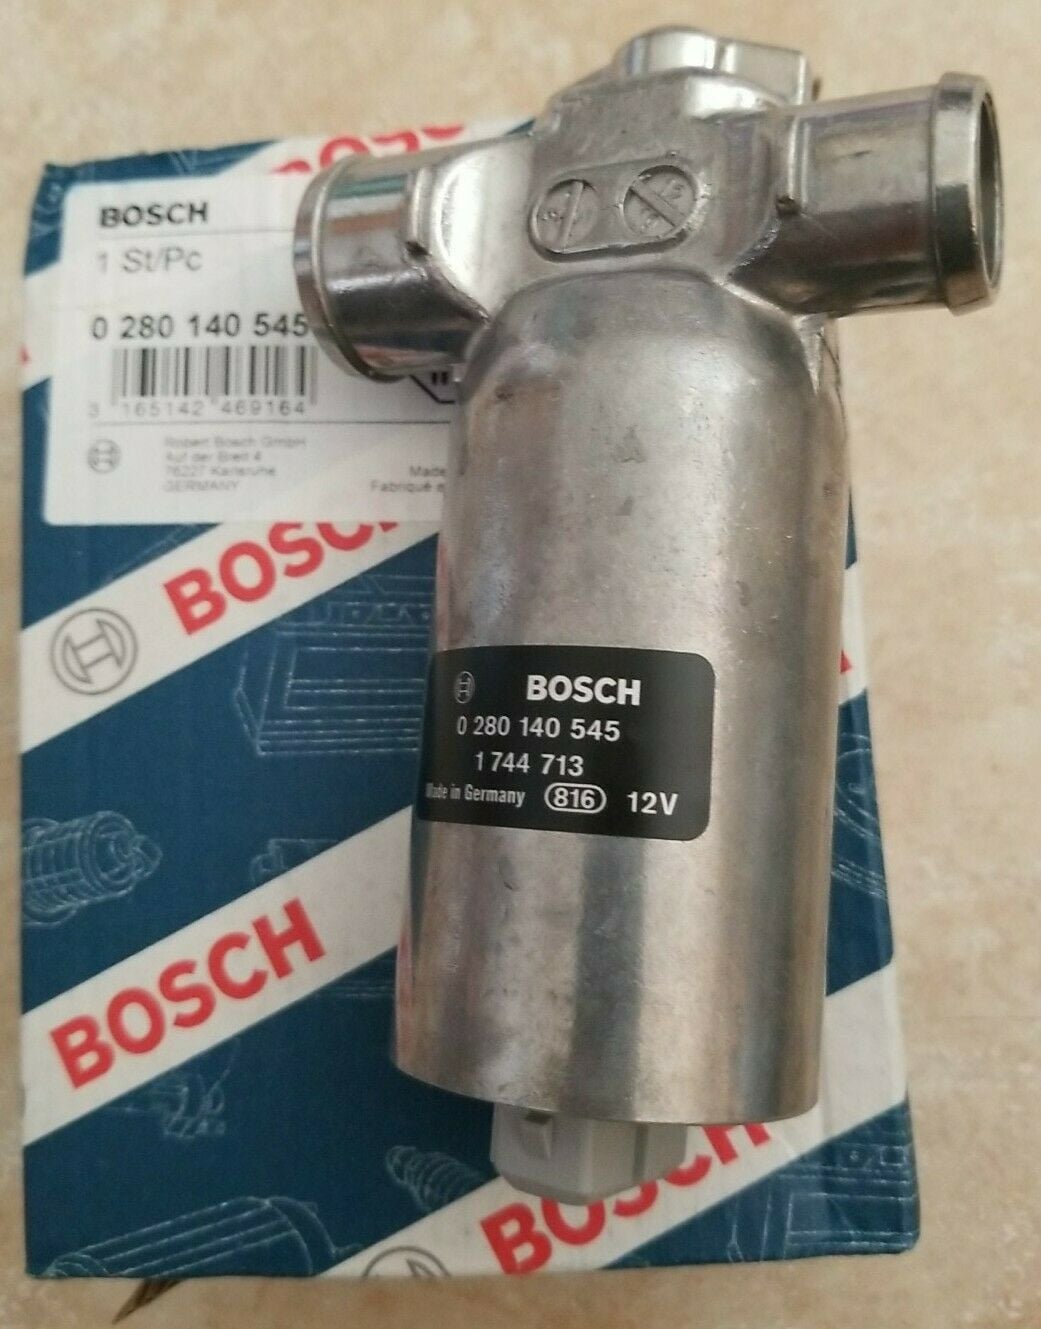 BOSCH
1 St/Pc
0 280 140 545
3 165142 469164
Robert Bosch GmbH
Auf der Breit 4
76227 Karlsruhe
GERMANY
Made
Fabriqué e
BOSCH
BOSCH
0 280 140 545
1 744 713
Made in Germany 816 12V
BOSCH
BOSCH